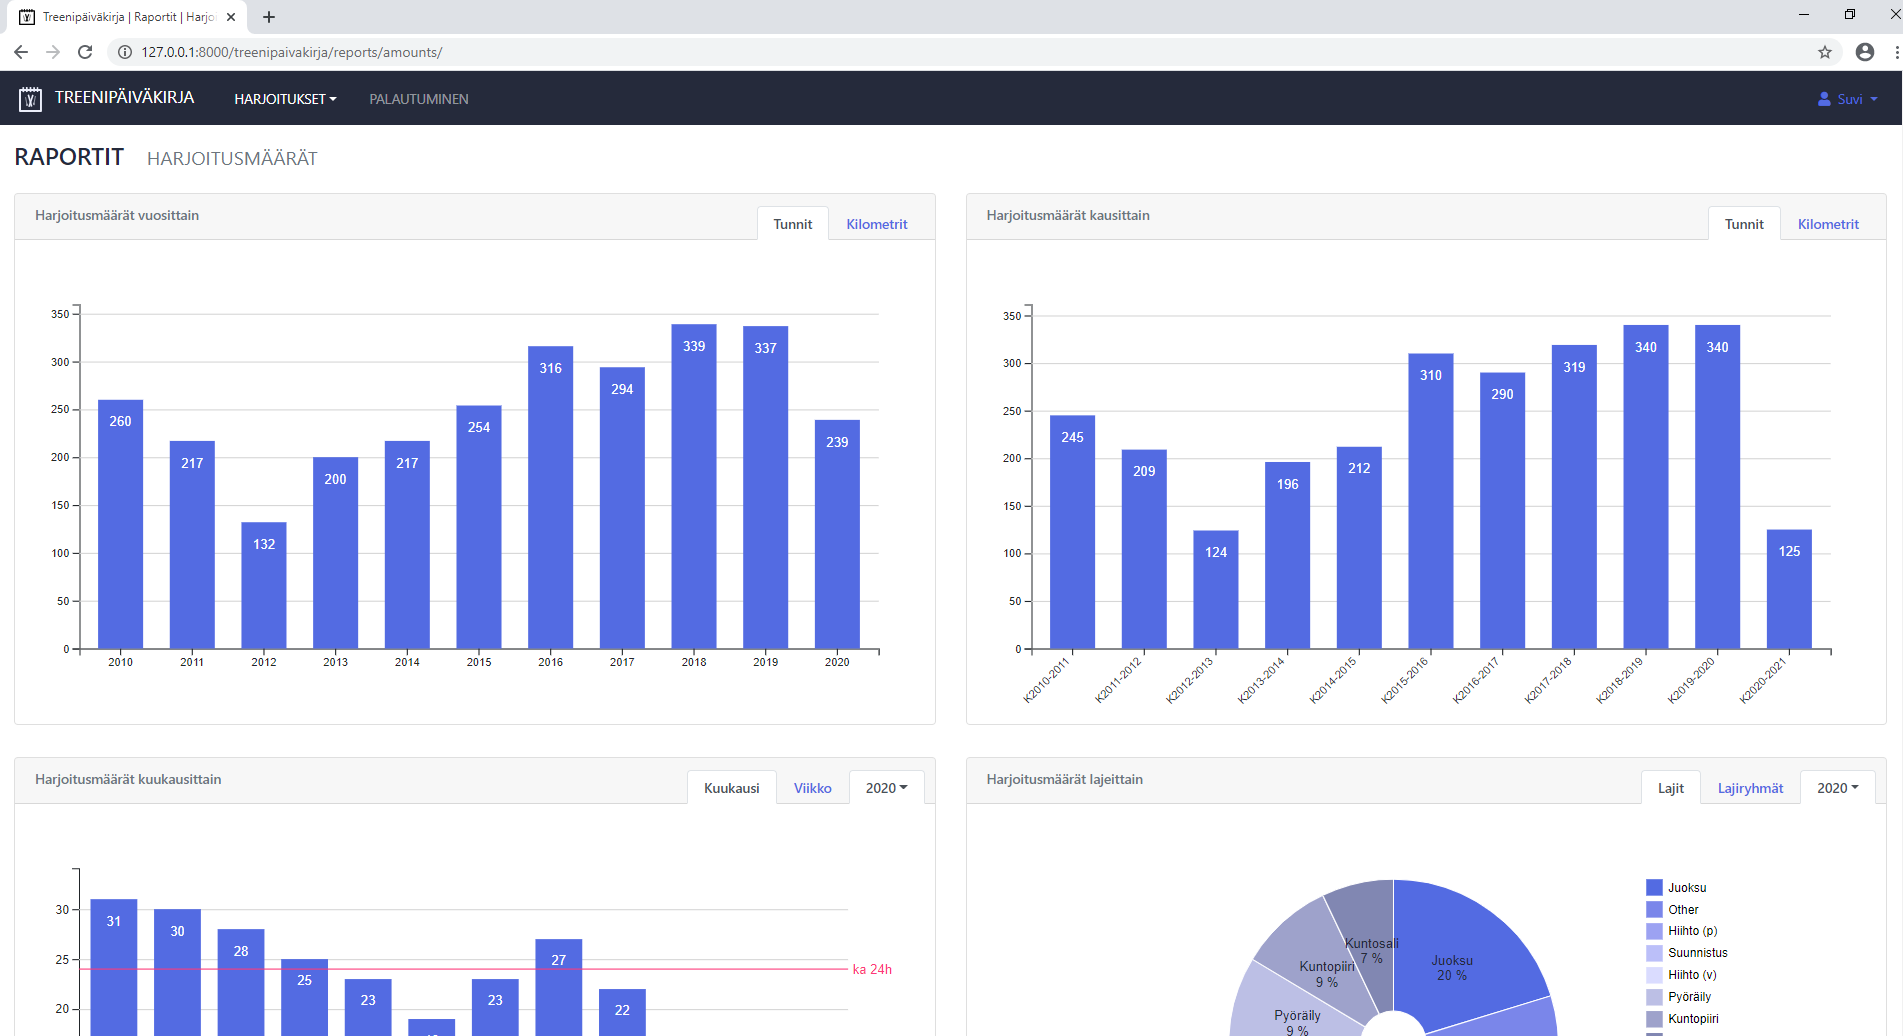 Treenipäiväkirja | Raportit | Harjo
127.0.0.1:8000/treenipaivakirja/reports/amounts/
TREENIPÄIVÄKIRJA HARJOITUKSET PALAUTUMINEN Suvi
RAPORTIT HARJOITUSMÄÄRÄT
Harjoitusmäärät vuosittain
Tunnit Kilometrit
350
300
250
200
150
100
50
0
260
217
132
200
217
254
316
294
339
337
239
2010 2011 2012 2013 2014 2015 2016 2017 2018 2019 2020
Harjoitusmäärät kausittain
Tunnit Kilometrit
350
300
250
200
150
100
50
0
245
209
124
196
212
310
290
319
340
340
125
K2010-2011 K2011-2012 K2012-2013 K2013-2014 K2014-2015 K2015-2016 K2016-2017 K2017-2018 K2018-2019 K2019-2020 K2020-2021
Harjoitusmäärät kuukausittain
Kuukausi Viikko 2020
30
25
20
31
30
28
25
23
23
27
22
ka 24h
Harjoitusmäärät lajeittain
Lajit Lajiryhmät 2020
Kuntosali
7 %
Juoksu
20 %
Kuntopiiri
9 %
Pyöräily
9 %
Juoksu
Other
Hiihto (p)
Suunnistus
Hiihto (v)
Pyöräily
Kuntopiiri